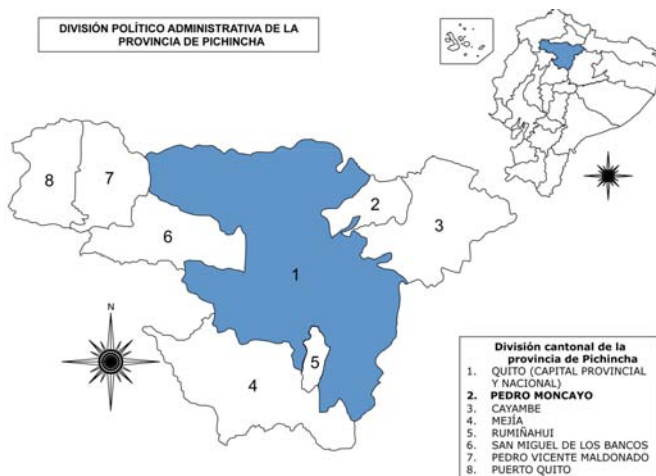 DIVISIÓN POLÍTICO ADMINISTRATIVA DE LA
PROVINCIA DE PICHINCHA
8
7
6
2
3
1
N
5
4
División cantonal de la
provincia de Pichincha
1. QUITO (CAPITAL PROVINCIAL
Y NACIONAL)
2. PEDRO MONCAYO
3. CAYAMBE
4. MEJÍA
5. RUMIÑAHUI
6. SAN MIGUEL DE LOS BANCOS
7. PEDRO VICENTE MALDONADO
8. PUERTO QUITO